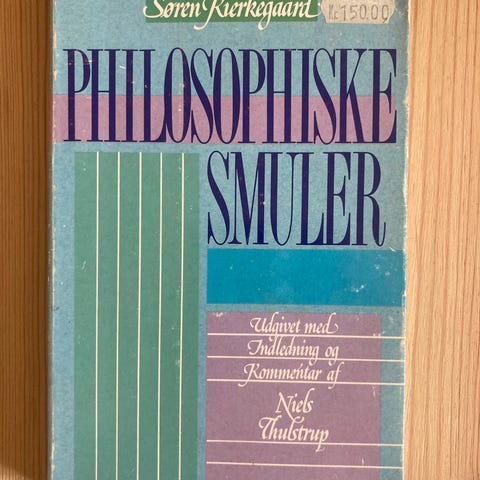 Søren Kierkegaard
Kr.150.00
PHILOSOPHISKE
SMULER
Udgivet med
Indledning og
Kommentar af
Niels
Thulstrup